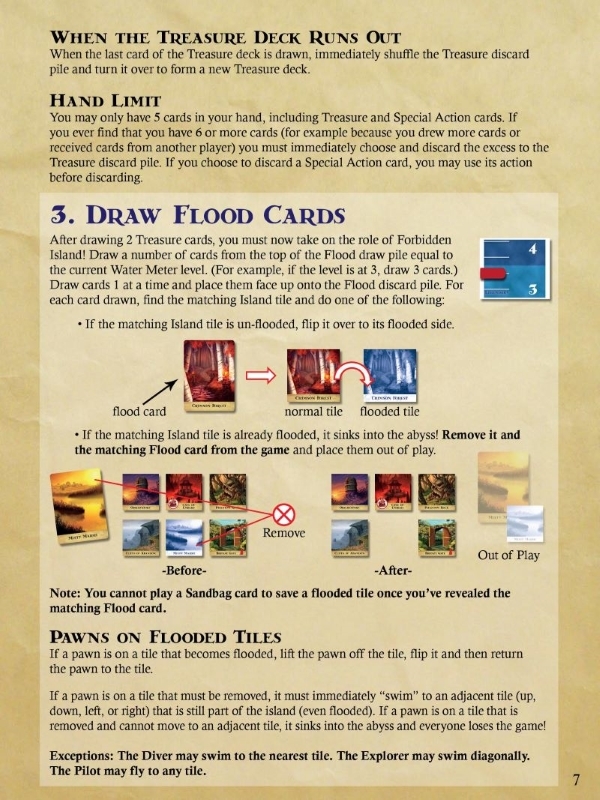 When the Treasure Deck Runs Out
When the last card of the Treasure deck is drawn, immediately shuffle the Treasure discard
pile and turn it over to form a new Treasure deck.
Hand Limit
You may only have 5 cards in your hand, including Treasure and Special Action cards. If
you ever find that you have 6 or more cards (for example because you drew more cards or
received cards from another player) you must immediately choose and discard the excess to the
Treasure discard pile. If you choose to discard a Special Action card, you may use its action
before discarding.
3. Draw Flood Cards
After drawing 2 Treasure cards, you must now take on the role of Forbidden
Island! Draw a number of cards from the top of the Flood draw pile equal to
the current Water Meter level. (For example, if the level is at 3, draw 3 cards.)
Draw cards 1 at a time and place them face up onto the Flood discard pile. For
each card drawn, find the matching Island tile and do one of the following:
4
3
• If the matching Island tile is un-flooded, flip it over to its flooded side.
Crimson Forest
Crimson Forest
Crimson Forest
flood card
normal tile
flooded tile
• If the matching Island tile is already flooded, it sinks into the abyss! Remove it and
the matching Flood card from the game and place them out of play.
Misty Marsh
Misty Marsh
Remove
Out of Play
-Before-
-After-
Note: You cannot play a Sandbag card to save a flooded tile once you've revealed the
matching Flood card.
Pawns on Flooded Tiles
If a pawn is on a tile that becomes flooded, lift the pawn off the tile, flip it and then return
the pawn to the tile.
If a pawn is on a tile that must be removed, it must immediately “swim” to an adjacent tile (up,
down, left, or right) that is still part of the island (even flooded). If a pawn is on a tile that is
removed and cannot move to an adjacent tile, it sinks into the abyss and everyone loses the game!
Exceptions: The Diver may swim to the nearest tile. The Explorer may swim diagonally.
The Pilot may fly to any tile.
7